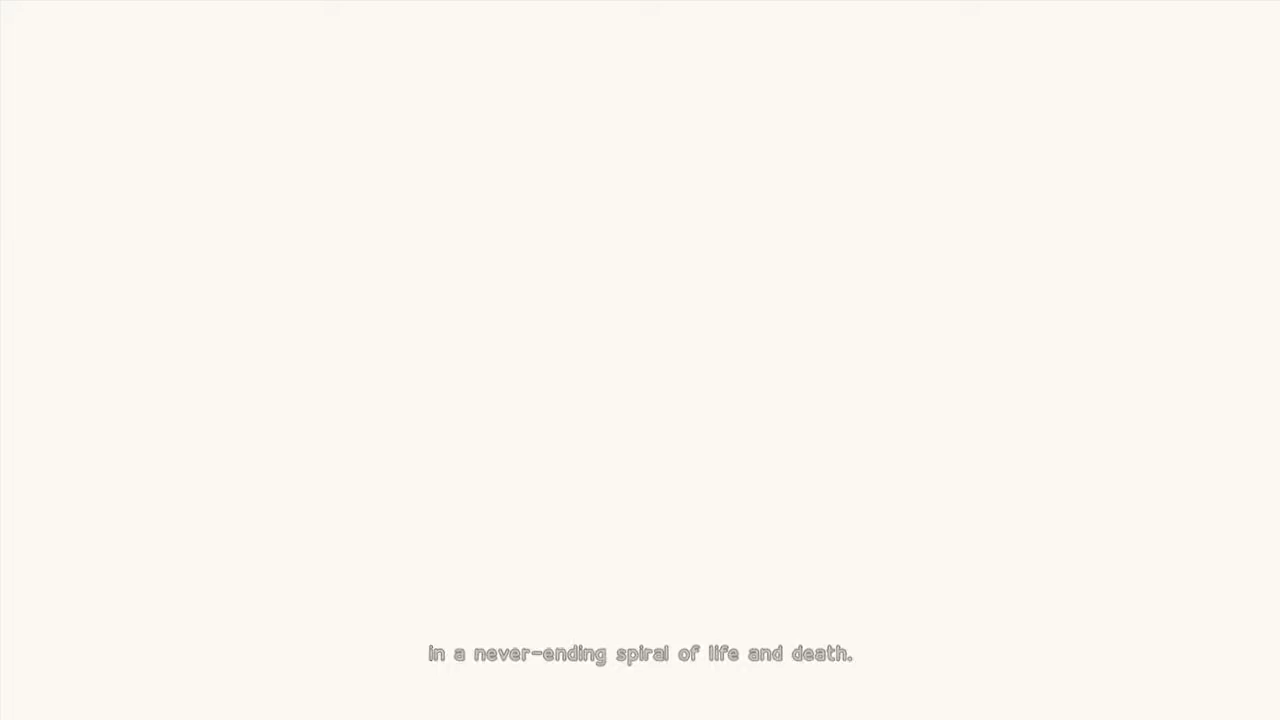 in a never-ending spiral of life and death.